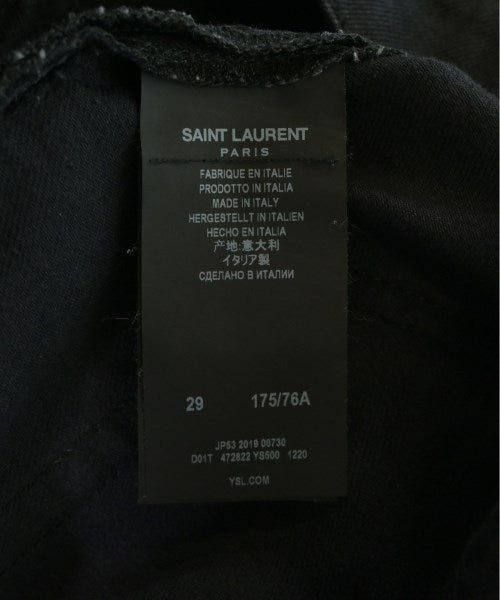 SAINT LAURENT
PARIS
FABRIQUE EN ITALIE
PRODOTTO IN ITALIA
MADE IN ITALY
HERGESTELLT IN ITALIEN
HECHO EN ITALIA
产地:意大利
イタリア製
СДЕЛАНО В ИТАЛИИ
29 175/76A
JP53 2019 00730
D01T 472822 YS500 1220
YSL.COM